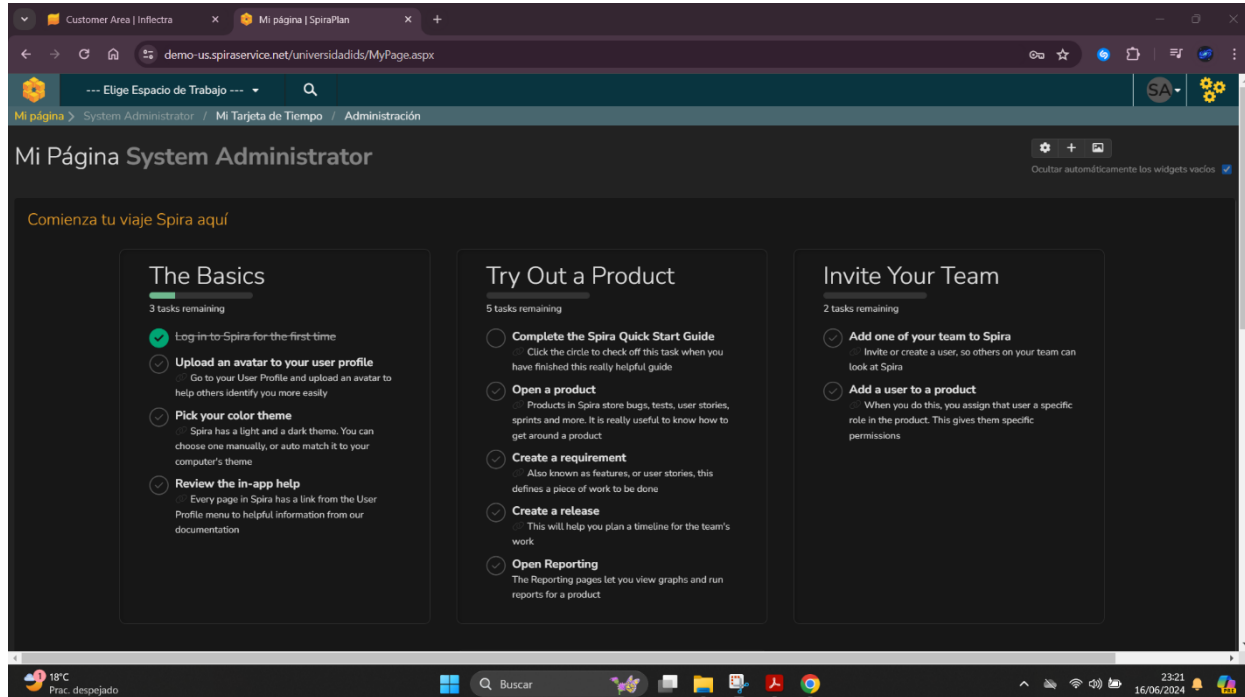 Customer Area | Inflectra
Mi página | SpiraPlan
demo-us.spiraservice.net/universidadids/MyPage.aspx
--- Elige Espacio de Trabajo ---
SA
Mi página
System Administrator / Mi Tarjeta de Tiempo / Administración
Mi Página System Administrator
Ocultar automáticamente los widgets vacíos
Comienza tu viaje Spira aquí
The Basics
3 tasks remaining
Log in to Spira for the first time
Upload an avatar to your user profile
Go to your User Profile and upload an avatar to
help others identify you more easily
Pick your color theme
Spira has a light and a dark theme. You can
choose one manually, or auto match it to your
computer's theme
Review the in-app help
Every page in Spira has a link from the User
Profile menu to helpful information from our
documentation
Try Out a Product
5 tasks remaining
Complete the Spira Quick Start Guide
Click the circle to check off this task when you
have finished this really helpful guide
Open a product
Products in Spira store bugs, tests, user stories,
sprints and more. It is really useful to know how to
get around a product
Create a requirement
Also known as features, or user stories, this
defines a piece of work to be done
Create a release
This will help you plan a timeline for the team's
work
Open Reporting
The Reporting pages let you view graphs and run
reports for a product
Invite Your Team
2 tasks remaining
Add one of your team to Spira
Invite or create a user, so others on your team can
look at Spira
Add a user to a product
When you do this, you assign that user a specific
role in the product. This gives them specific
permissions
1
18°C
Prac. despejado
Buscar
23:21
16/06/2024